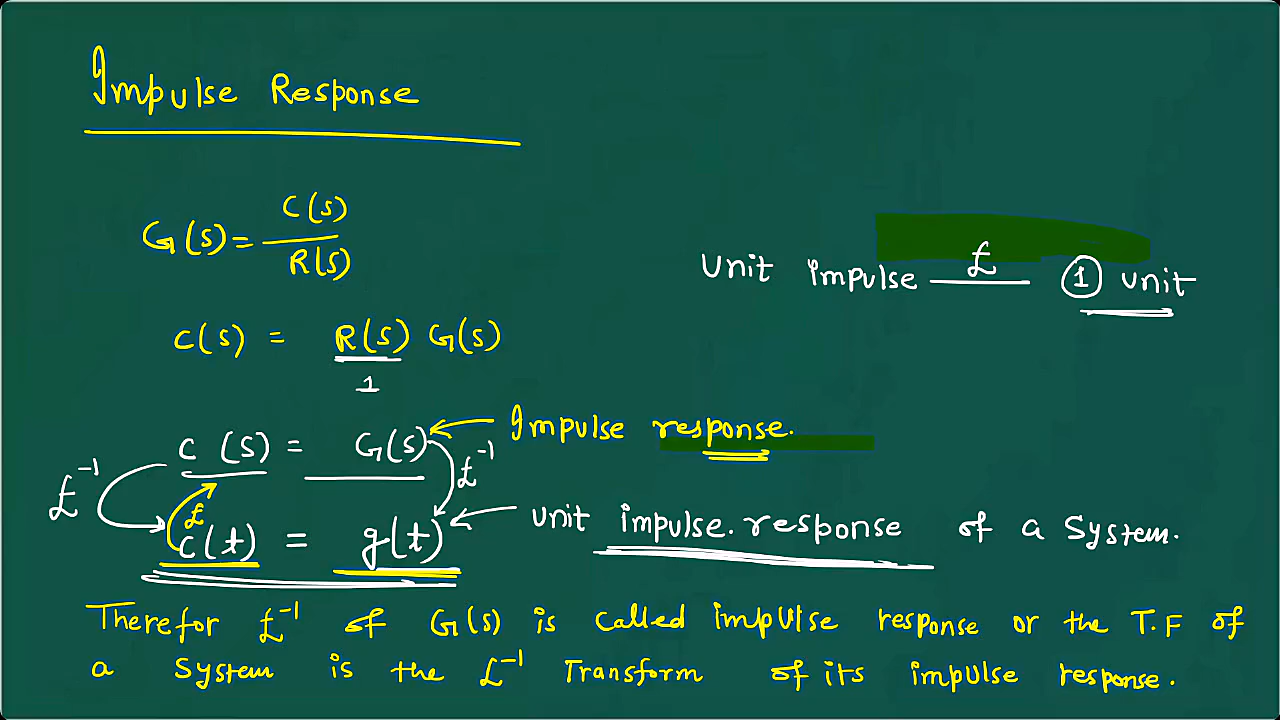 Impulse Response
G(s) = C(s) / R(s)
Unit impulse £ 1 unit
C(s) = R(s) G(s)
1
C(s) = G(s) ← Impulse response.
£⁻¹ £ £⁻¹
c(t) = g(t) ← unit impulse.response of a System.
Therefor £⁻¹ of G(s) is called impulse response or the T.F of
a System is the £⁻¹ Transform of its impulse response.